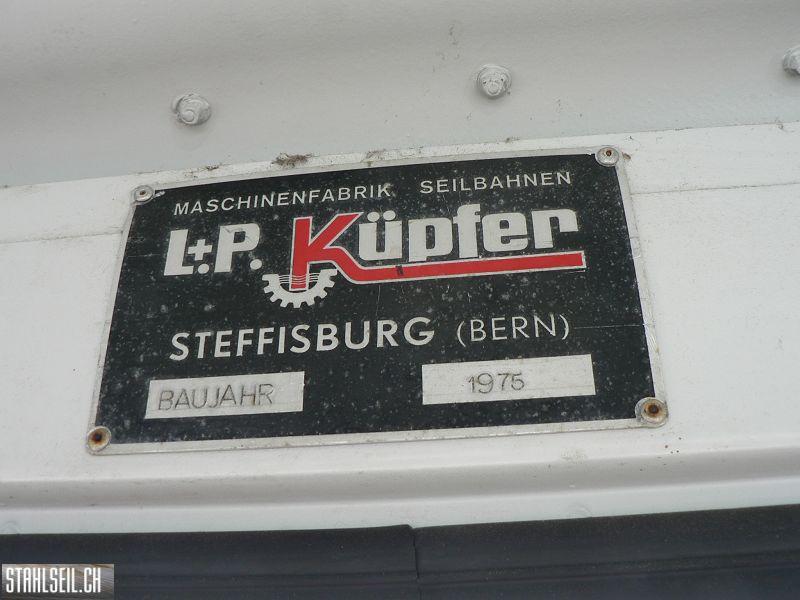 MASCHINENFABRIK SEILBAHNEN
L+P. Küpfer
STEFFISBURG (BERN)
BAUJAHR 1975
STAHLSEIL.CH